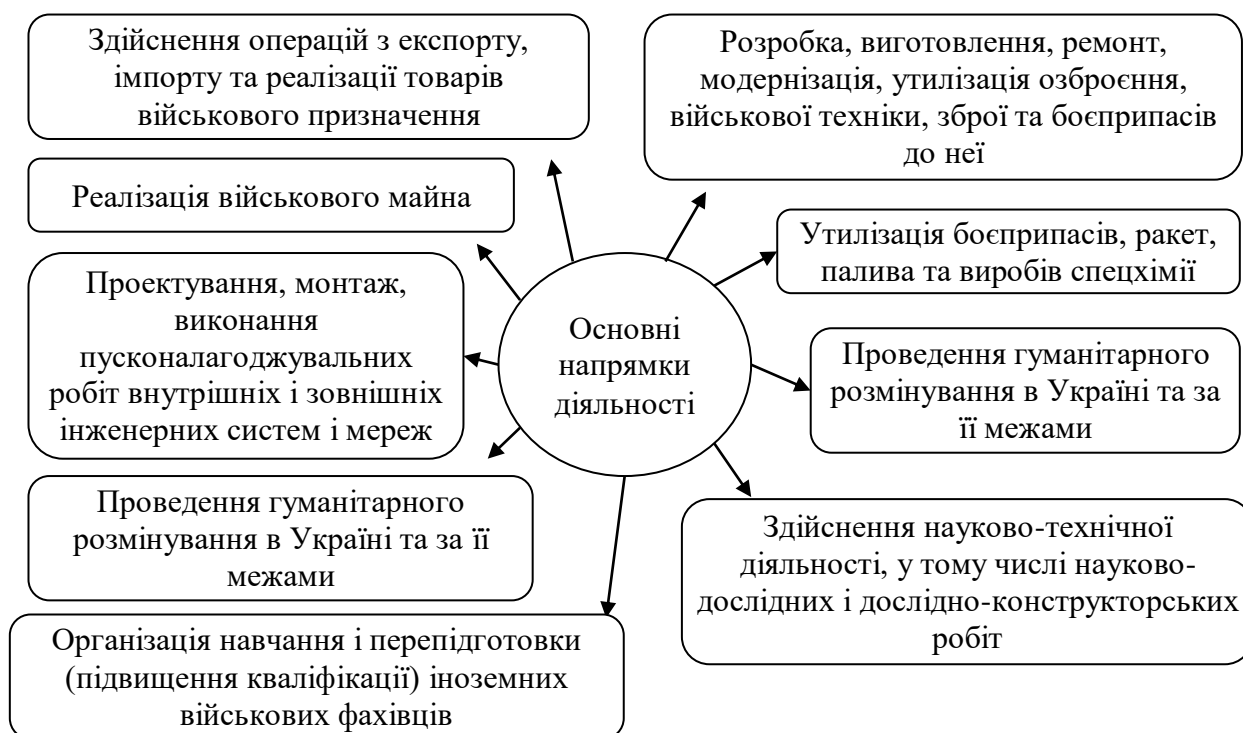 Здійснення операцій з експорту,
імпорту та реалізації товарів
військового призначення
Розробка, виготовлення, ремонт,
модернізація, утилізація озброєння,
військової техніки, зброї та боєприпасів
до неї
Реалізація військового майна
Утилізація боєприпасів, ракет,
палива та виробів спецхімії
Проектування, монтаж,
виконання
пусконалагоджувальних
робіт внутрішніх і зовнішніх
інженерних систем і мереж
Основні
напрямки
діяльності
Проведення гуманітарного
розмінування в Україні та за
її межами
Проведення гуманітарного
розмінування в Україні та за її
межами
Здійснення науково-технічної
діяльності, у тому числі науково-
дослідних і дослідно-конструкторських
робіт
Організація навчання і перепідготовки
(підвищення кваліфікації) іноземних
військових фахівців